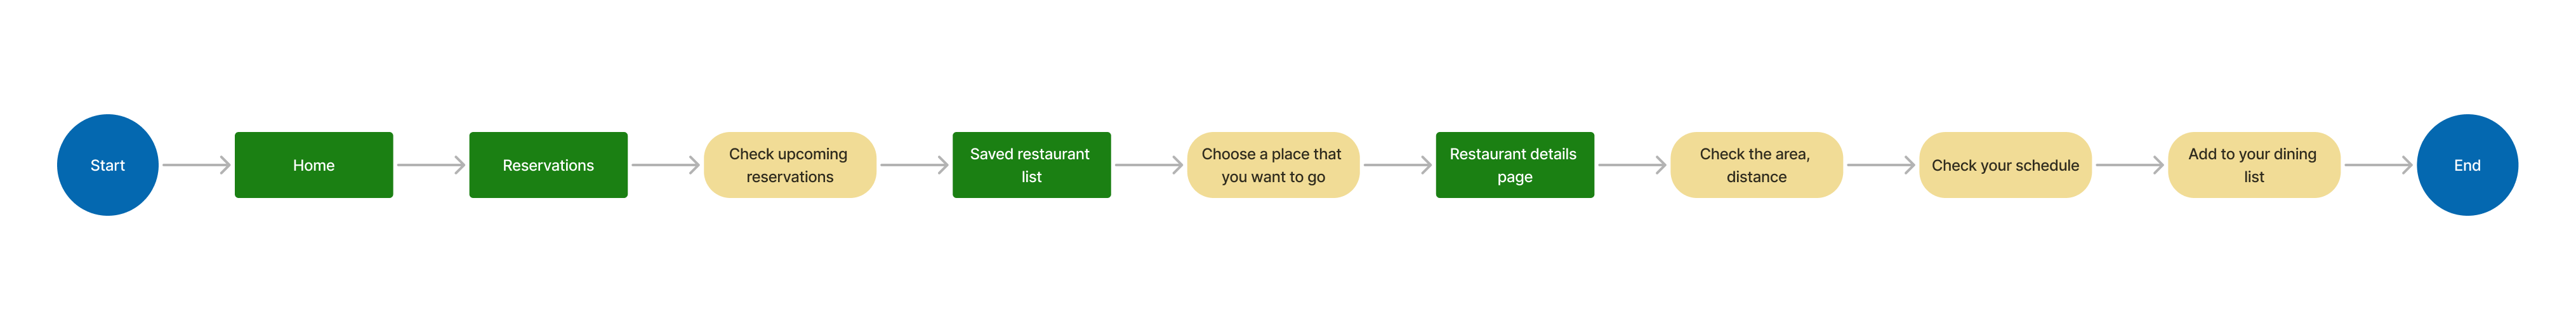 Start
Home
Reservations
Check upcoming
reservations
Saved restaurant
list
Choose a place that
you want to go
Restaurant details
page
Check the area,
distance
Check your schedule
Add to your dining
list
End